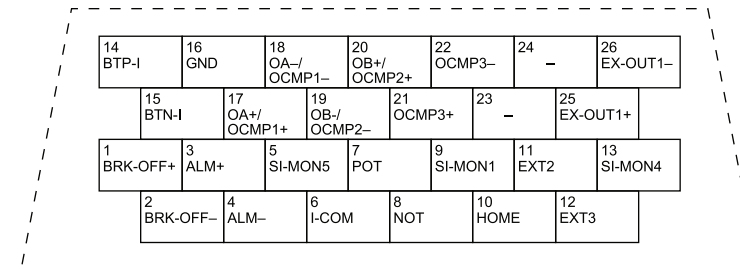 14 16 18 20 22 24 26
BTP-I GND OA–/ OB+/ OCMP3– – EX-OUT1–
OCMP1– OCMP2+
15 17 19 21 23 25
BTN-I OA+/ OB-/ OCMP3+ – EX-OUT1+
OCMP1+ OCMP2–
1 3 5 7 9 11 13
BRK-OFF+ ALM+ SI-MON5 POT SI-MON1 EXT2 SI-MON4
2 4 6 8 10 12
BRK-OFF– ALM– I-COM NOT HOME EXT3